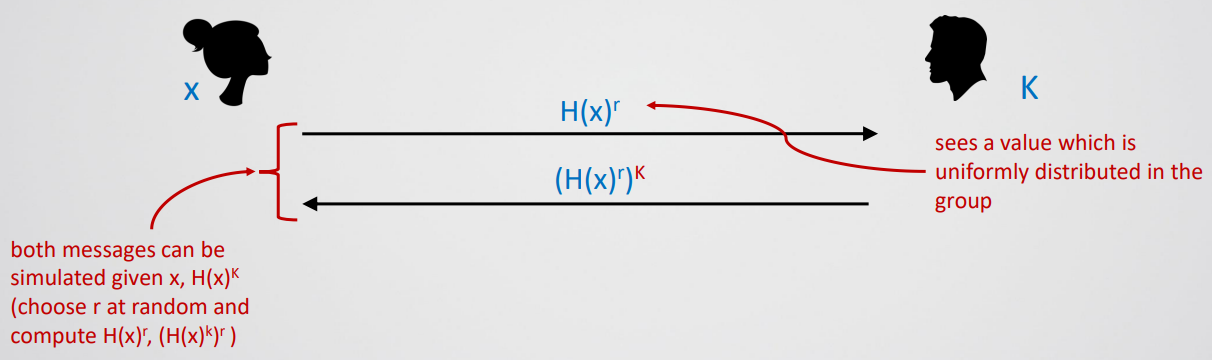 x
K
H(x)ʳ
(H(x)ʳ)ᴷ
sees a value which is
uniformly distributed in the
group
both messages can be
simulated given x, H(x)ᴷ
(choose r at random and
compute H(x)ʳ, (H(x)ᵏ)ʳ )